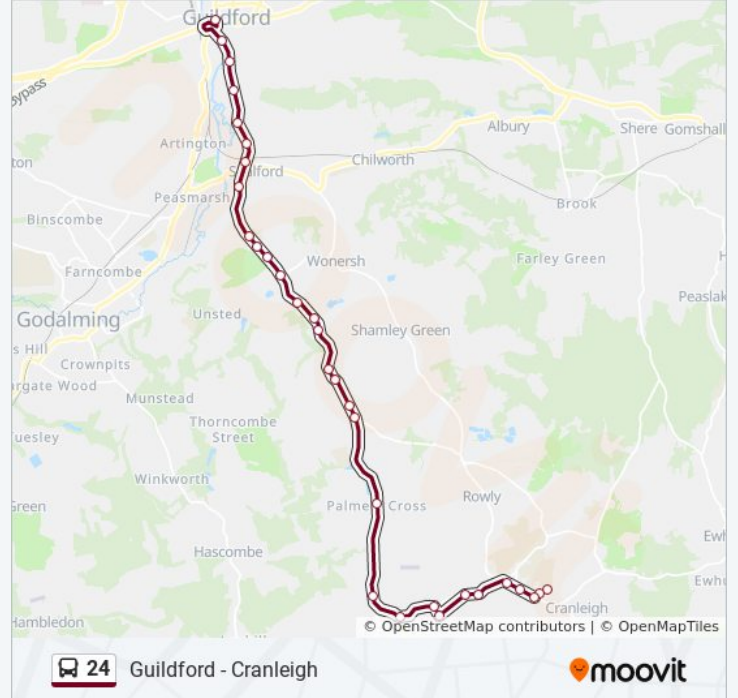 Guildford
bypass
Albury
Shere
Gomshall
Artington
Chilworth
ton
Peasmarsh
Brook
Binscombe
Wonersh
Farley Green
Farncombe
Peaslak
Godalming
Unsted
Shamley Green
s Hill
Crownpits
argate Wood
Munstead
Thorncombe
Street
uesley
Winkworth
Rowly
Green
Palmers Cross
Ewh
Hascombe
Ewhu
Cranleigh
Hambledon
© OpenStreetMap contributors | © OpenMapTiles
24
Guildford - Cranleigh
moovit